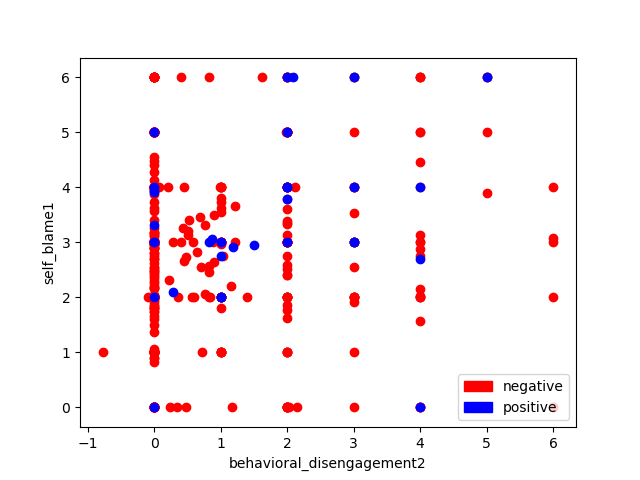 6
5
4
3
2
1
0
self_blame1
negative
positive
−1 0 1 2 3 4 5 6
behavioral_disengagement2